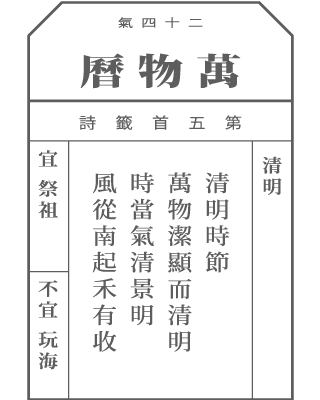 二十四氣
萬物曆
第五首籤詩
清明
清明時節
萬物潔顯而清明
時當氣清景明
風從南起禾有收
宜 祭祖
不宜 玩海